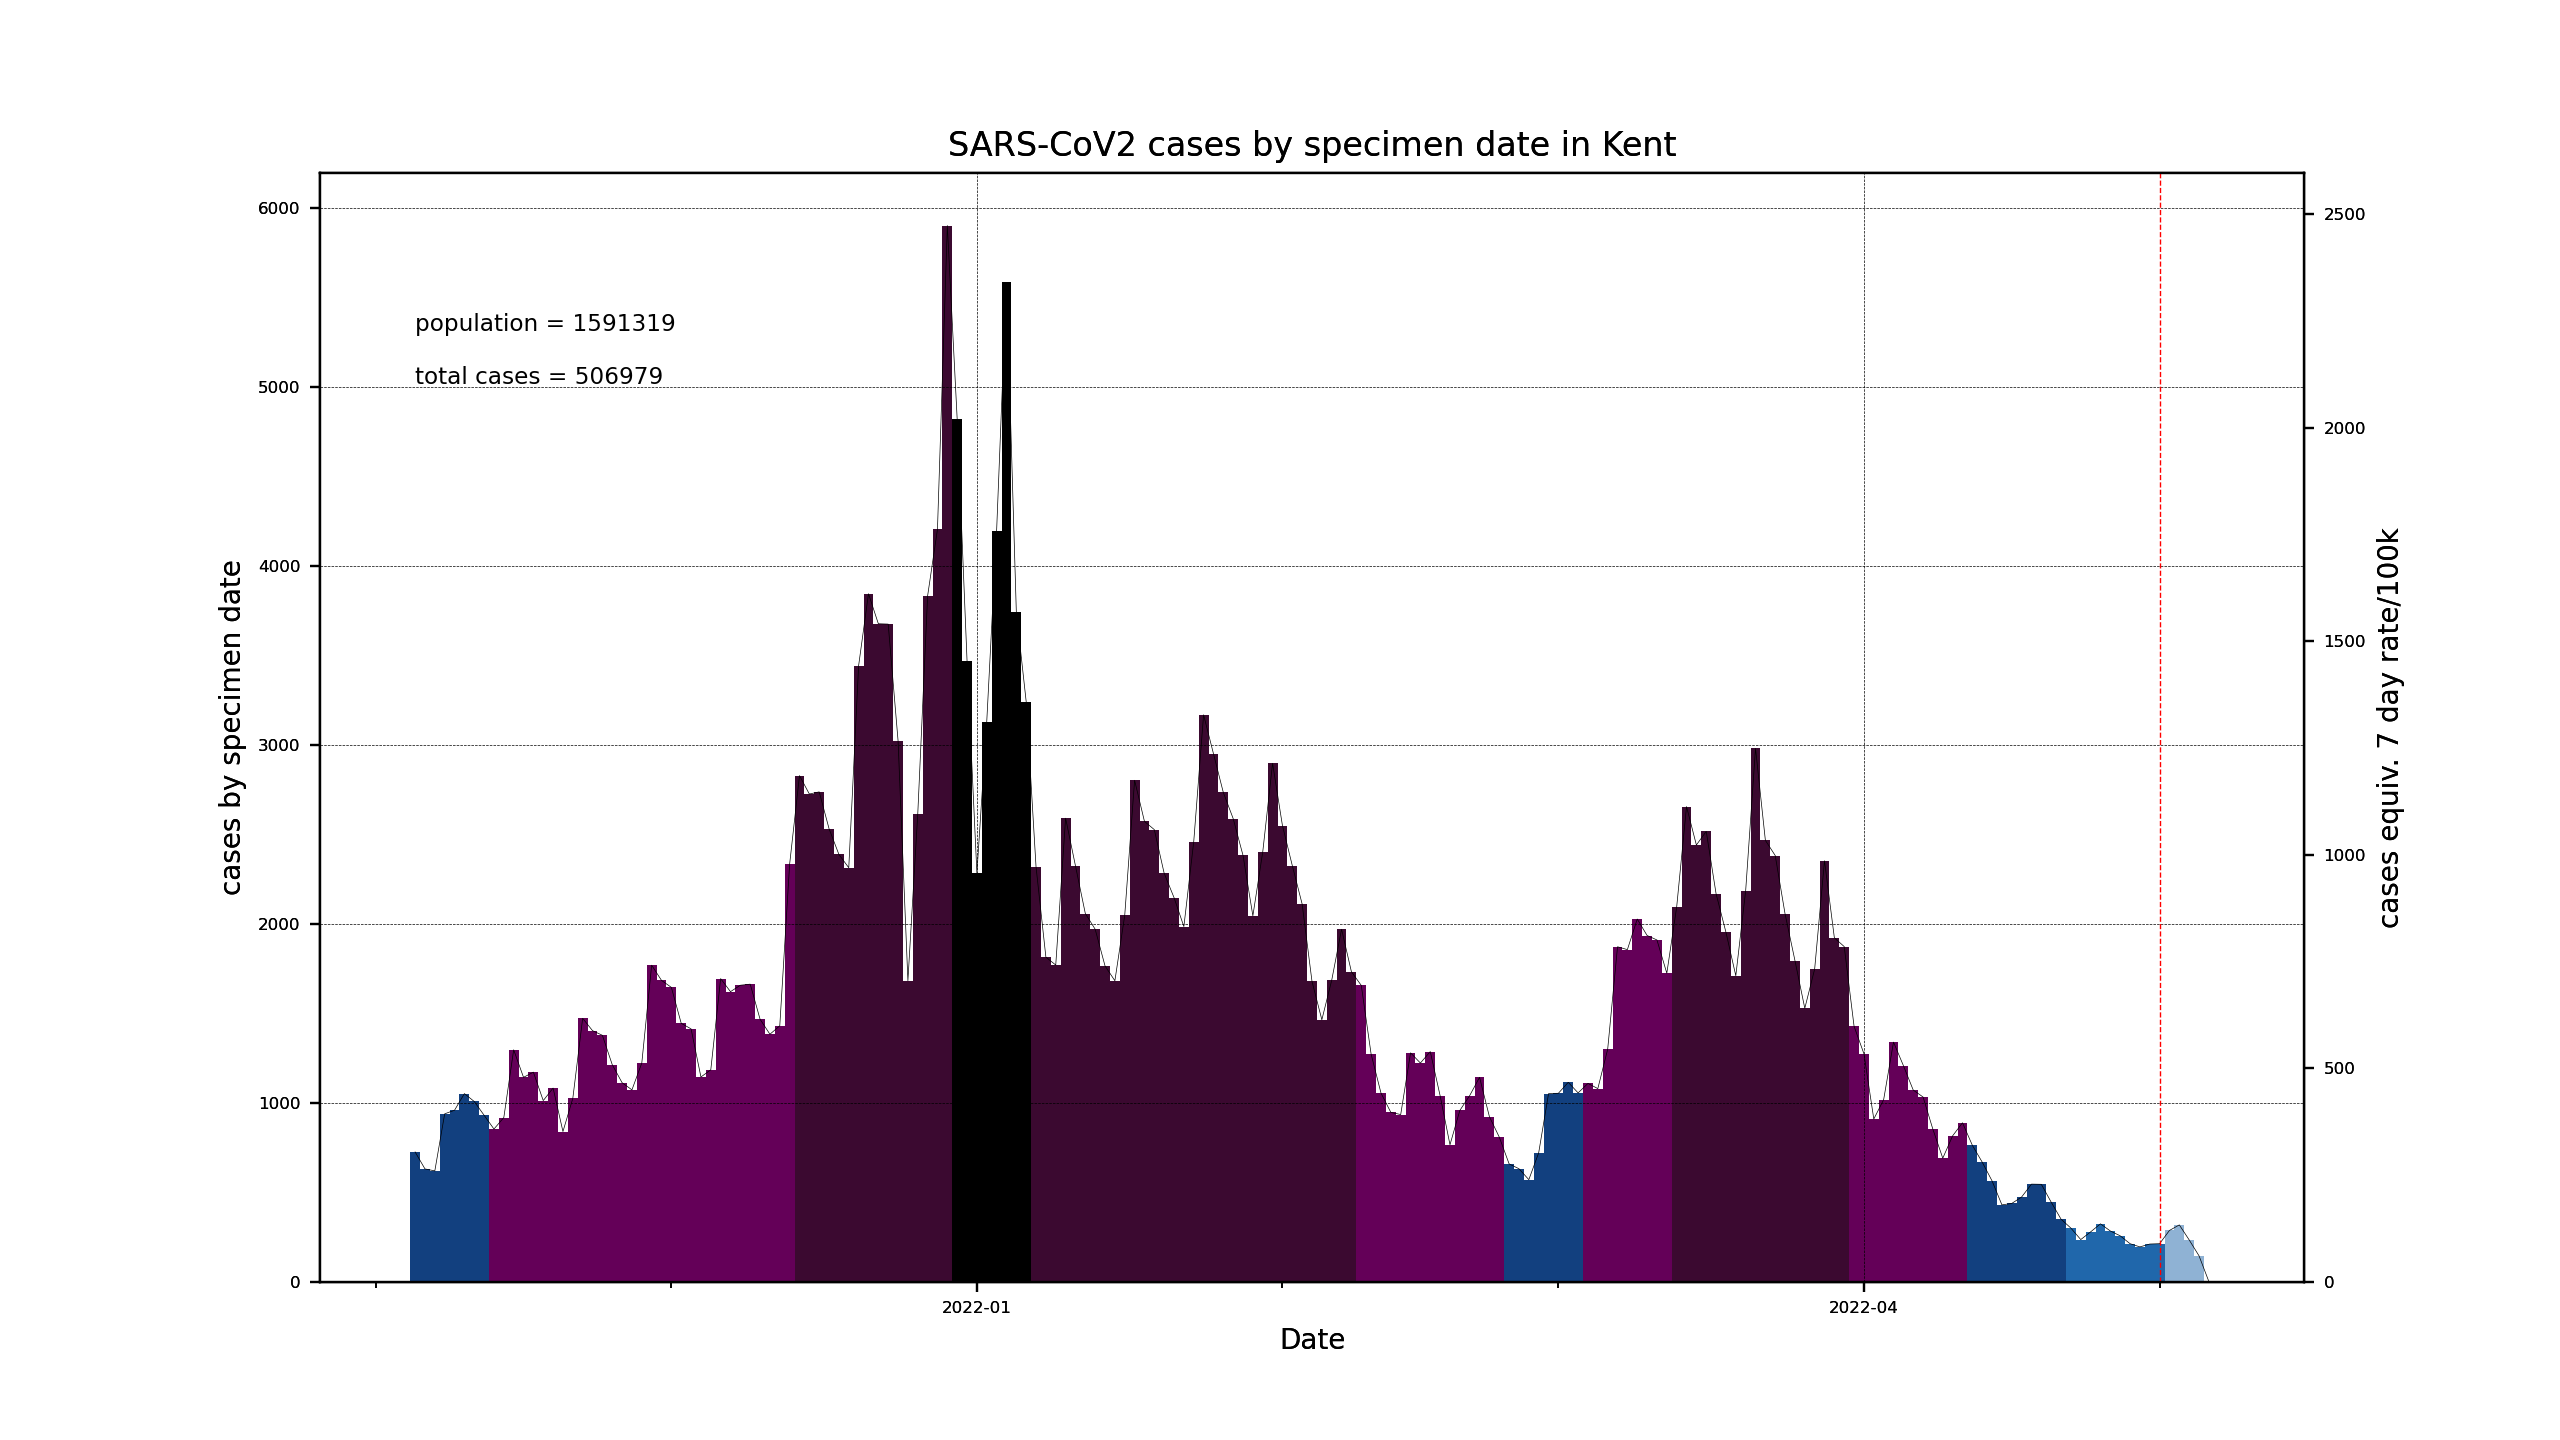 SARS-CoV2 cases by specimen date in Kent
6000
5000
4000
3000
2000
1000
0
cases by specimen date
population = 1591319
total cases = 506979
2500
2000
1500
1000
500
0
cases equiv. 7 day rate/100k
2022-01
2022-04
Date